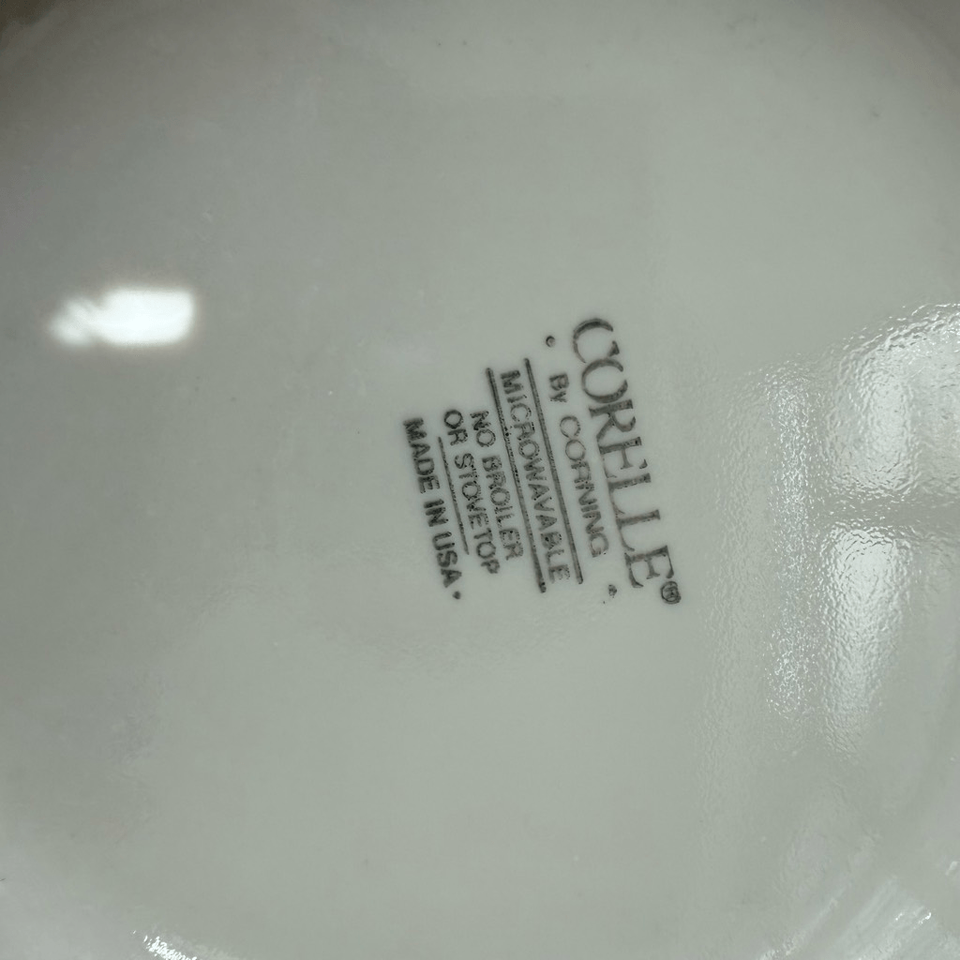 CORELLE®
By CORNING
MICROWAVABLE
NO BROILER
OR STOVETOP
MADE IN USA